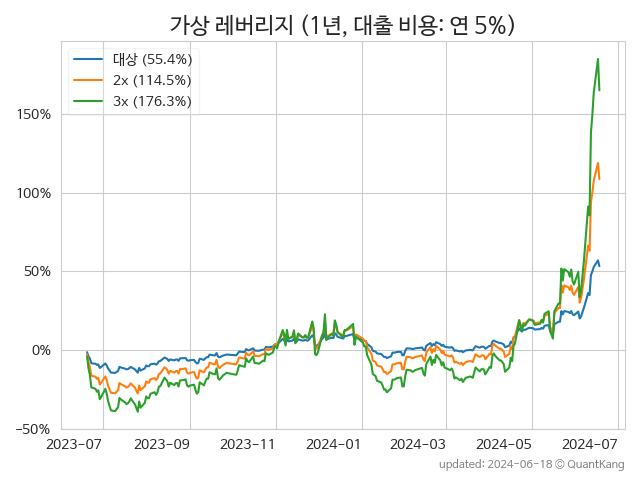 가상 레버리지 (1년, 대출 비용: 연 5%)
대상 (55.4%)
2x (114.5%)
3x (176.3%)
150%
100%
50%
0%
−50%
2023-07 2023-09 2023-11 2024-01 2024-03 2024-05 2024-07
updated: 2024-06-18 © QuantKang